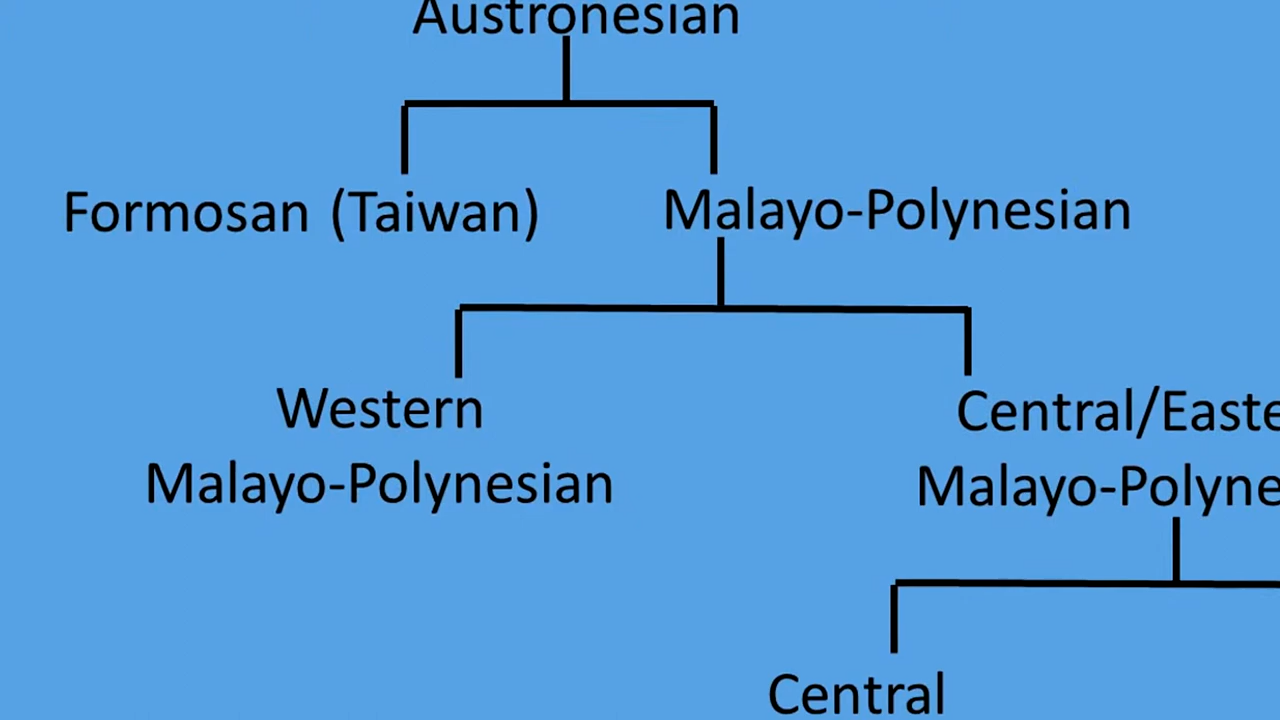 Austronesian
Formosan (Taiwan) Malayo-Polynesian
Western Central/Easte
Malayo-Polynesian Malayo-Polyne
Central